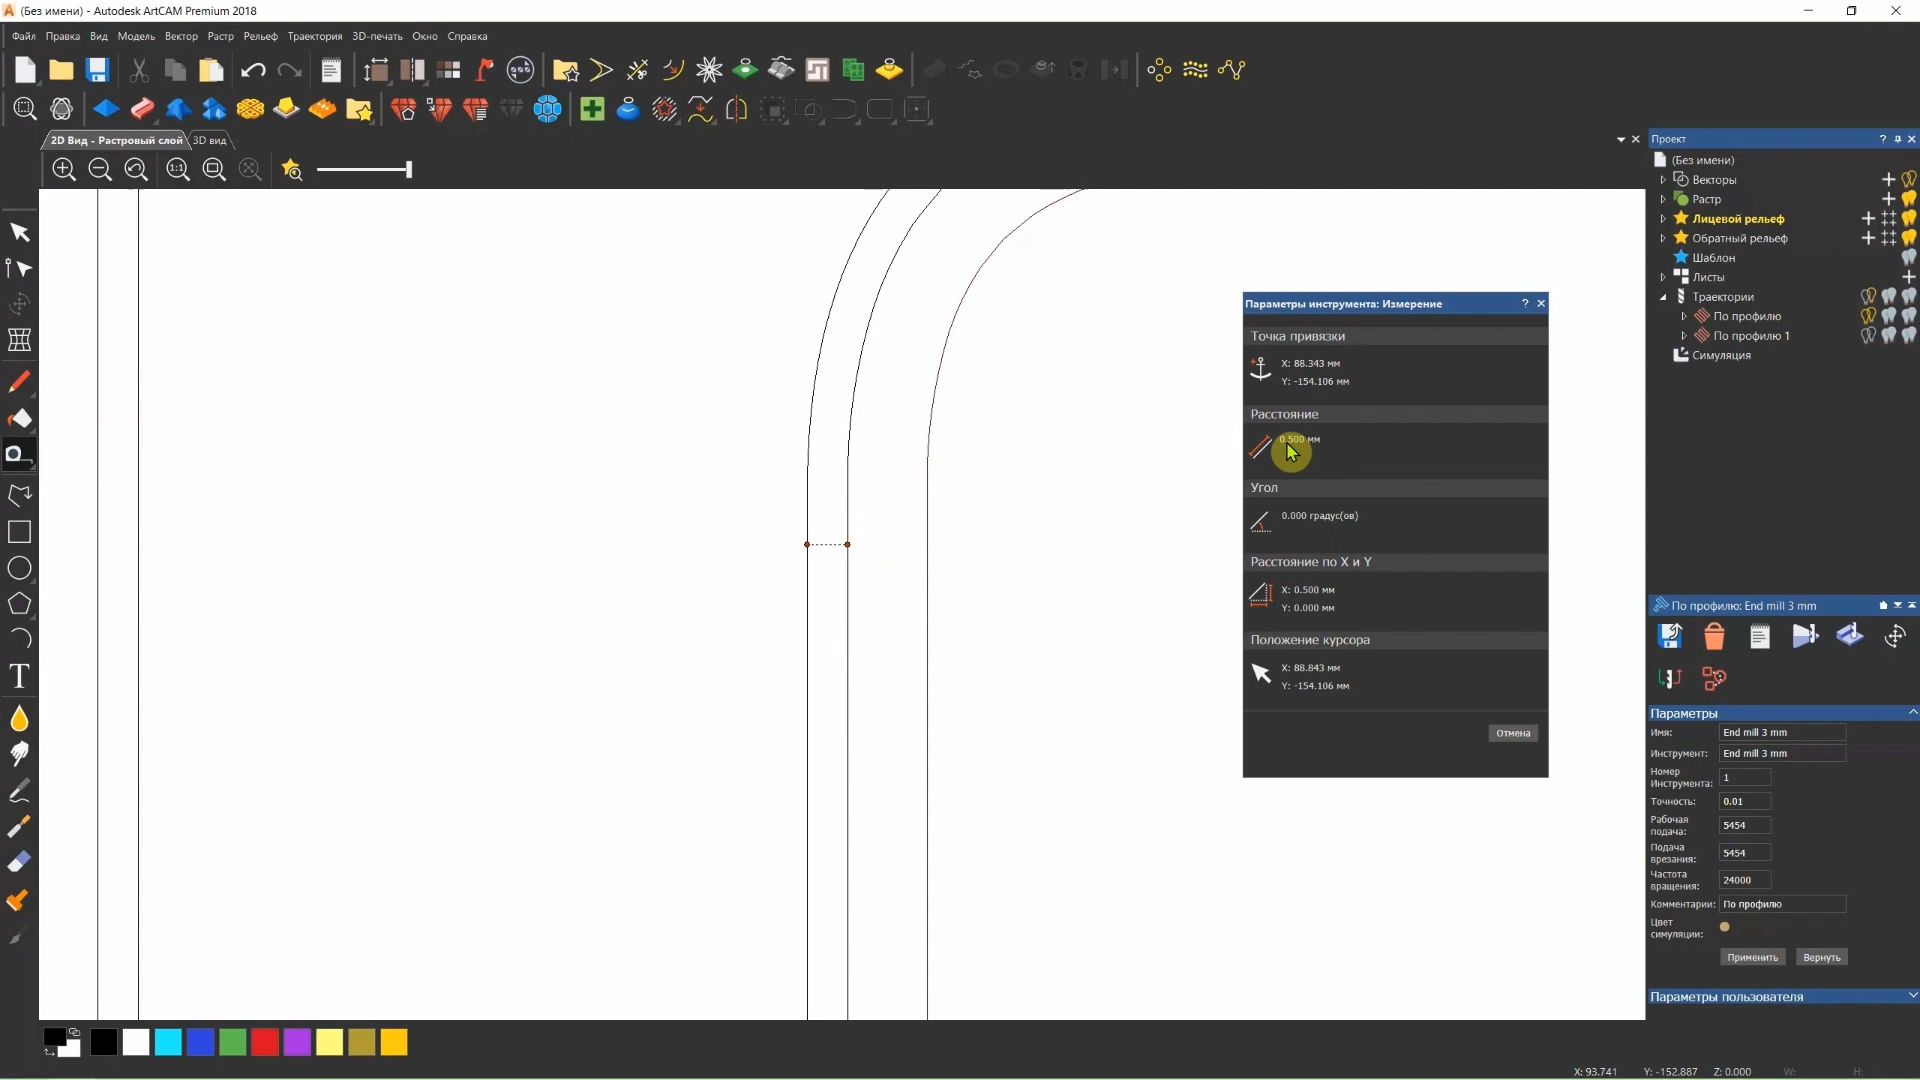 (Без имени) - Autodesk ArtCAM Premium 2018
Файл Правка Вид Модель Вектор Растр Рельеф Траектория 3D-печать Окно Справка
2D Вид - Растровый слой 3D вид
1:1
Проект
(Без имени)
Векторы
Растр
Лицевой рельеф
Обратный рельеф
Шаблон
Листы
Траектории
По профилю
По профилю 1
Симуляция
Параметры инструмента: Измерение
Точка привязки
X: 88.343 мм
Y: -154.106 мм
Расстояние
0.500 мм
Угол
0.000 градус(ов)
Расстояние по X и Y
X: 0.500 мм
Y: 0.000 мм
Положение курсора
X: 88.843 мм
Y: -154.106 мм
Отмена
По профилю: End mill 3 mm
Параметры
Имя: End mill 3 mm
Инструмент: End mill 3 mm
Номер
Инструмента: 1
Точность: 0.01
Рабочая
подача: 5454
Подача
врезания: 5454
Частота
вращения: 24000
Комментарии: По профилю
Цвет
симуляции:
Применить Вернуть
Параметры пользователя
X: 93.741 Y: -152.887 Z: 0.000 W: H: